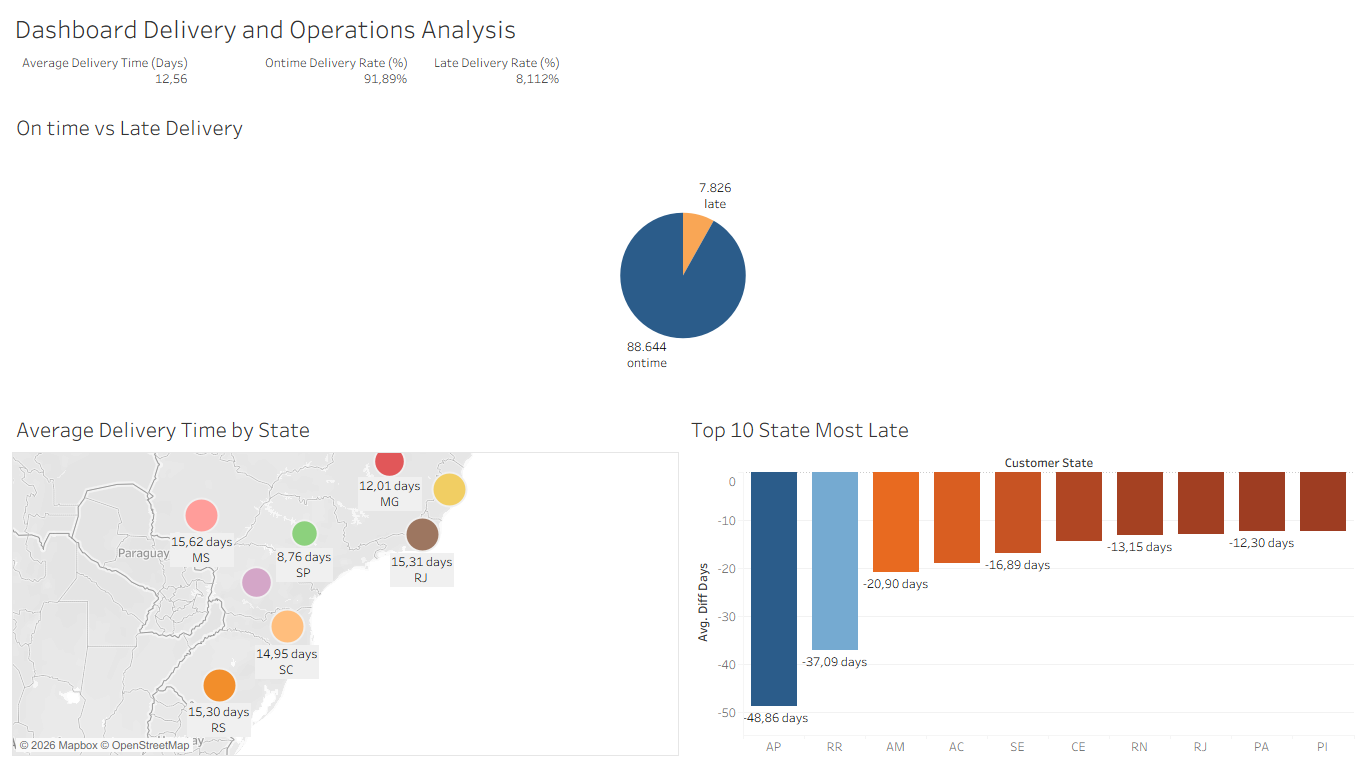 Dashboard Delivery and Operations Analysis
Average Delivery Time (Days)
12,56
Ontime Delivery Rate (%)
91,89%
Late Delivery Rate (%)
8,112%
On time vs Late Delivery
7.826
late
88.644
ontime
Average Delivery Time by State
12,01 days
MG
15,62 days
MS
Paraguay
8,76 days
SP
15,31 days
RJ
14,95 days
SC
15,30 days
RS
© 2026 Mapbox © OpenStreetMap
Top 10 State Most Late
Customer State
Avg. Diff Days
0
-10
-20
-30
-40
-50
-48,86 days
-37,09 days
-20,90 days
-16,89 days
-13,15 days
-12,30 days
AP
RR
AM
AC
SE
CE
RN
RJ
PA
PI